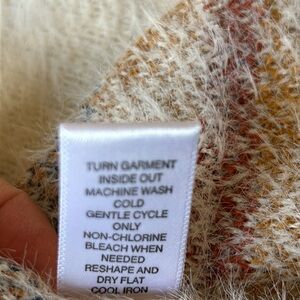 TURN GARMENT
INSIDE OUT
MACHINE WASH
COLD
GENTLE CYCLE
ONLY
NON-CHLORINE
BLEACH WHEN
NEEDED
RESHAPE AND
DRY FLAT
COOL IRON